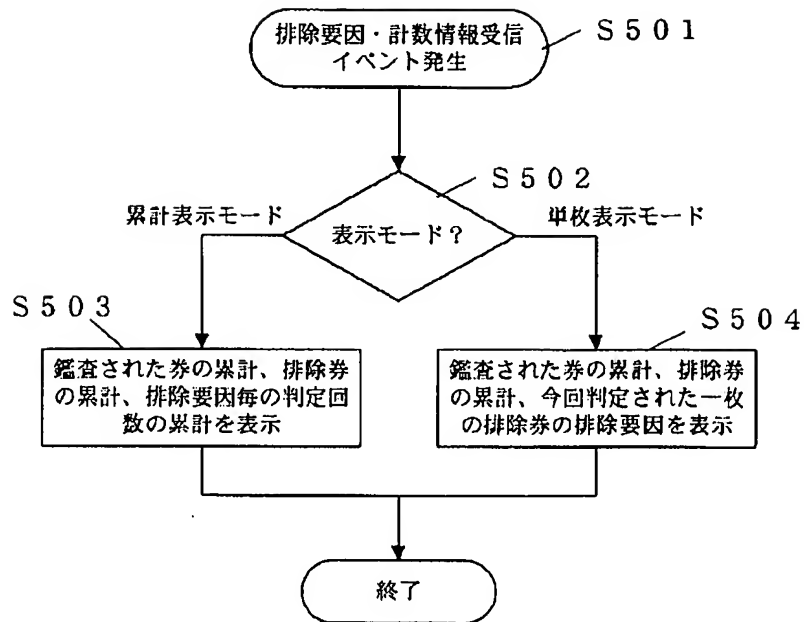 排除要因・計数情報受信
イベント発生
S501
S502
累計表示モード
表示モード？
単枚表示モード
S503
S504
鑑査された券の累計、排除券
の累計、排除要因毎の判定回
数の累計を表示
鑑査された券の累計、排除券
の累計、今回判定された一枚
の排除券の排除要因を表示
終了